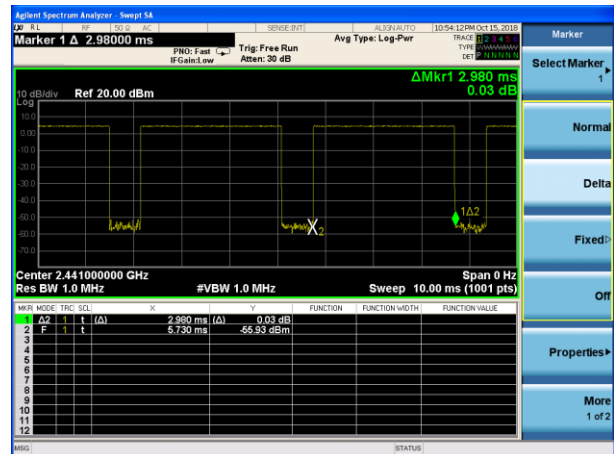 Agilent Spectrum Analyzer - Swept SA
RL RF 50 Ω AC SENSE:INT ALIGNAUTO 10:54:12PM Oct 15, 2018
Marker 1 Δ 2.98000 ms
PNO: Fast
IFGain:Low
Trig: Free Run
Atten: 30 dB
Avg Type: Log-Pwr
TRACE 1 2 3 4 5 6
TYPE
DET P N N N N N
ΔMkr1 2.980 ms
0.03 dB
10 dB/div Ref 20.00 dBm
Log
10.0
0.00
-10.0
-20.0
-30.0
-40.0
-50.0
-60.0
-70.0
1Δ2
X2
Center 2.441000000 GHz Span 0 Hz
Res BW 1.0 MHz #VBW 1.0 MHz Sweep 10.00 ms (1001 pts)
MKR MODE TRC SCL X Y FUNCTION FUNCTION WIDTH FUNCTION VALUE
1 Δ2 1 t (Δ) 2.980 ms (Δ) 0.03 dB
2 F 1 t 5.730 ms -55.93 dBm
3
4
5
6
7
8
9
10
11
12
MSG STATUS
Marker
Select Marker
1
Normal
Delta
Fixed
Off
Properties
More
1 of 2